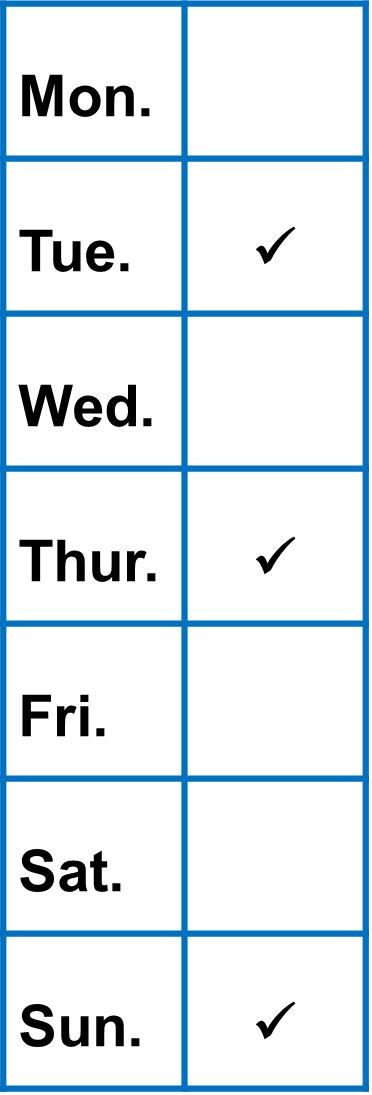 Mon.
Tue. ✓
Wed.
Thur. ✓
Fri.
Sat.
Sun. ✓